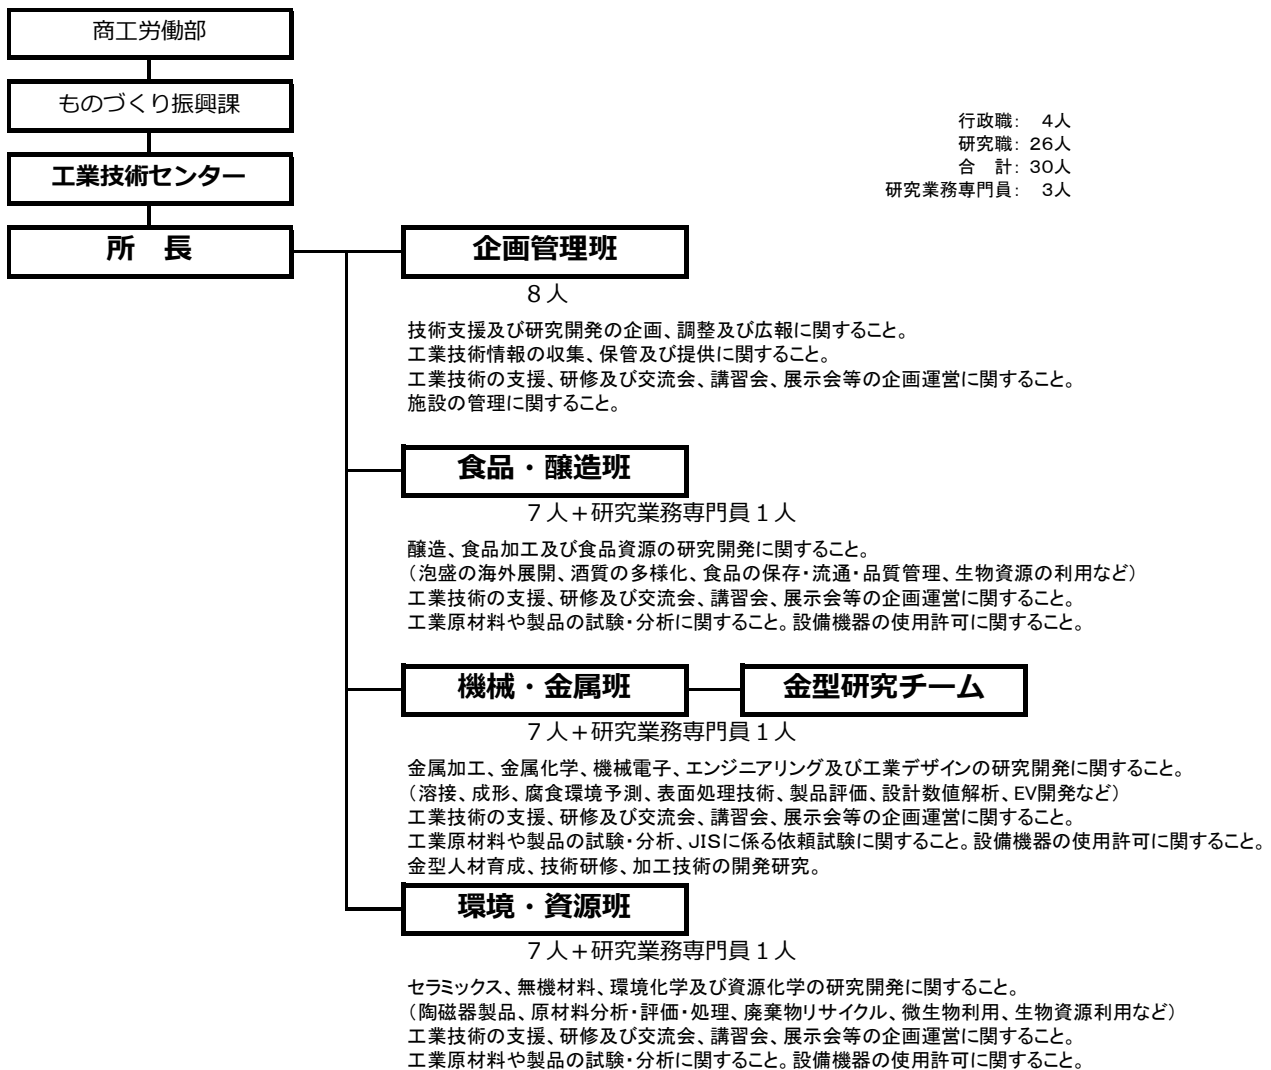 商工労働部
ものづくり振興課
行政職: 4人
研究職: 26人
合 計: 30人
研究業務専門員: 3人
工業技術センター
所 長
企画管理班
8人
技術支援及び研究開発の企画、調整及び広報に関すること。
工業技術情報の収集、保管及び提供に関すること。
工業技術の支援、研修及び交流会、講習会、展示会等の企画運営に関すること。
施設の管理に関すること。
食品・醸造班
7人+研究業務専門員1人
醸造、食品加工及び食品資源の研究開発に関すること。
(泡盛の海外展開、酒質の多様化、食品の保存・流通・品質管理、生物資源の利用など)
工業技術の支援、研修及び交流会、講習会、展示会等の企画運営に関すること。
工業原材料や製品の試験・分析に関すること。設備機器の使用許可に関すること。
機械・金属班 金型研究チーム
7人+研究業務専門員1人
金属加工、金属化学、機械電子、エンジニアリング及び工業デザインの研究開発に関すること。
(溶接、成形、腐食環境予測、表面処理技術、製品評価、設計数値解析、EV開発など)
工業技術の支援、研修及び交流会、講習会、展示会等の企画運営に関すること。
工業原材料や製品の試験・分析、JISに係る依頼試験に関すること。設備機器の使用許可に関すること。
金型人材育成、技術研修、加工技術の開発研究。
環境・資源班
7人+研究業務専門員1人
セラミックス、無機材料、環境化学及び資源化学の研究開発に関すること。
(陶磁器製品、原材料分析・評価・処理、廃棄物リサイクル、微生物利用、生物資源利用など)
工業技術の支援、研修及び交流会、講習会、展示会等の企画運営に関すること。
工業原材料や製品の試験・分析に関すること。設備機器の使用許可に関すること。